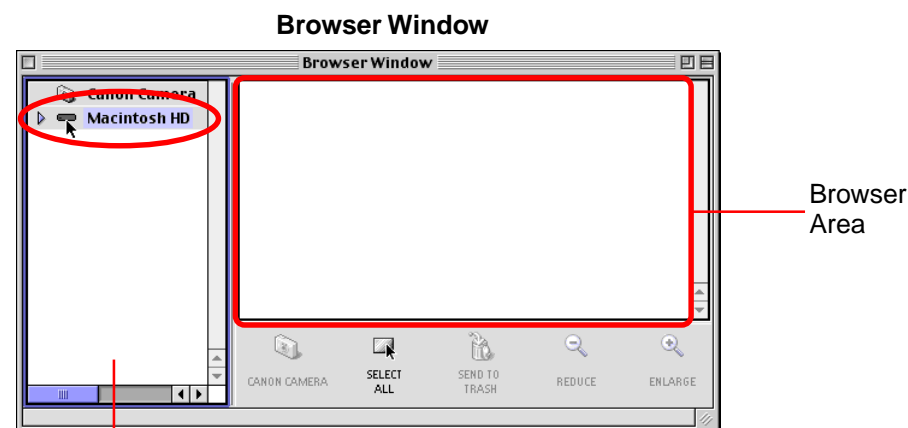 Browser Window
Browser Window
Canon Camera
Macintosh HD
Browser
Area
CANON CAMERA
SELECT
ALL
SEND TO
TRASH
REDUCE
ENLARGE